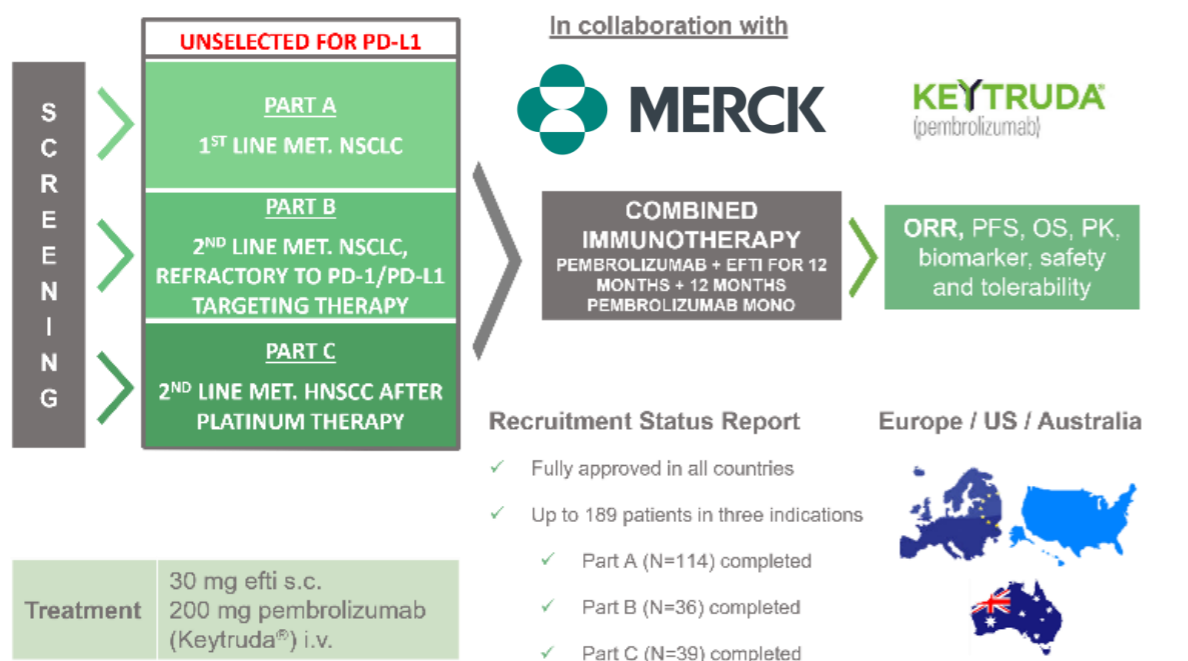 UNSELECTED FOR PD-L1
SCREENING
PART A
1ST LINE MET. NSCLC
PART B
2ND LINE MET. NSCLC,
REFRACTORY TO PD-1/PD-L1
TARGETING THERAPY
PART C
2ND LINE MET. HNSCC AFTER
PLATINUM THERAPY
In collaboration with
MERCK
KEYTRUDA®
(pembrolizumab)
COMBINED
IMMUNOTHERAPY
PEMBROLIZUMAB + EFTI FOR 12
MONTHS + 12 MONTHS
PEMBROLIZUMAB MONO
ORR, PFS, OS, PK,
biomarker, safety
and tolerability
Recruitment Status Report
✓ Fully approved in all countries
✓ Up to 189 patients in three indications
✓ Part A (N=114) completed
✓ Part B (N=36) completed
✓ Part C (N=39) completed
Europe / US / Australia
Treatment
30 mg efti s.c.
200 mg pembrolizumab
(Keytruda®) i.v.